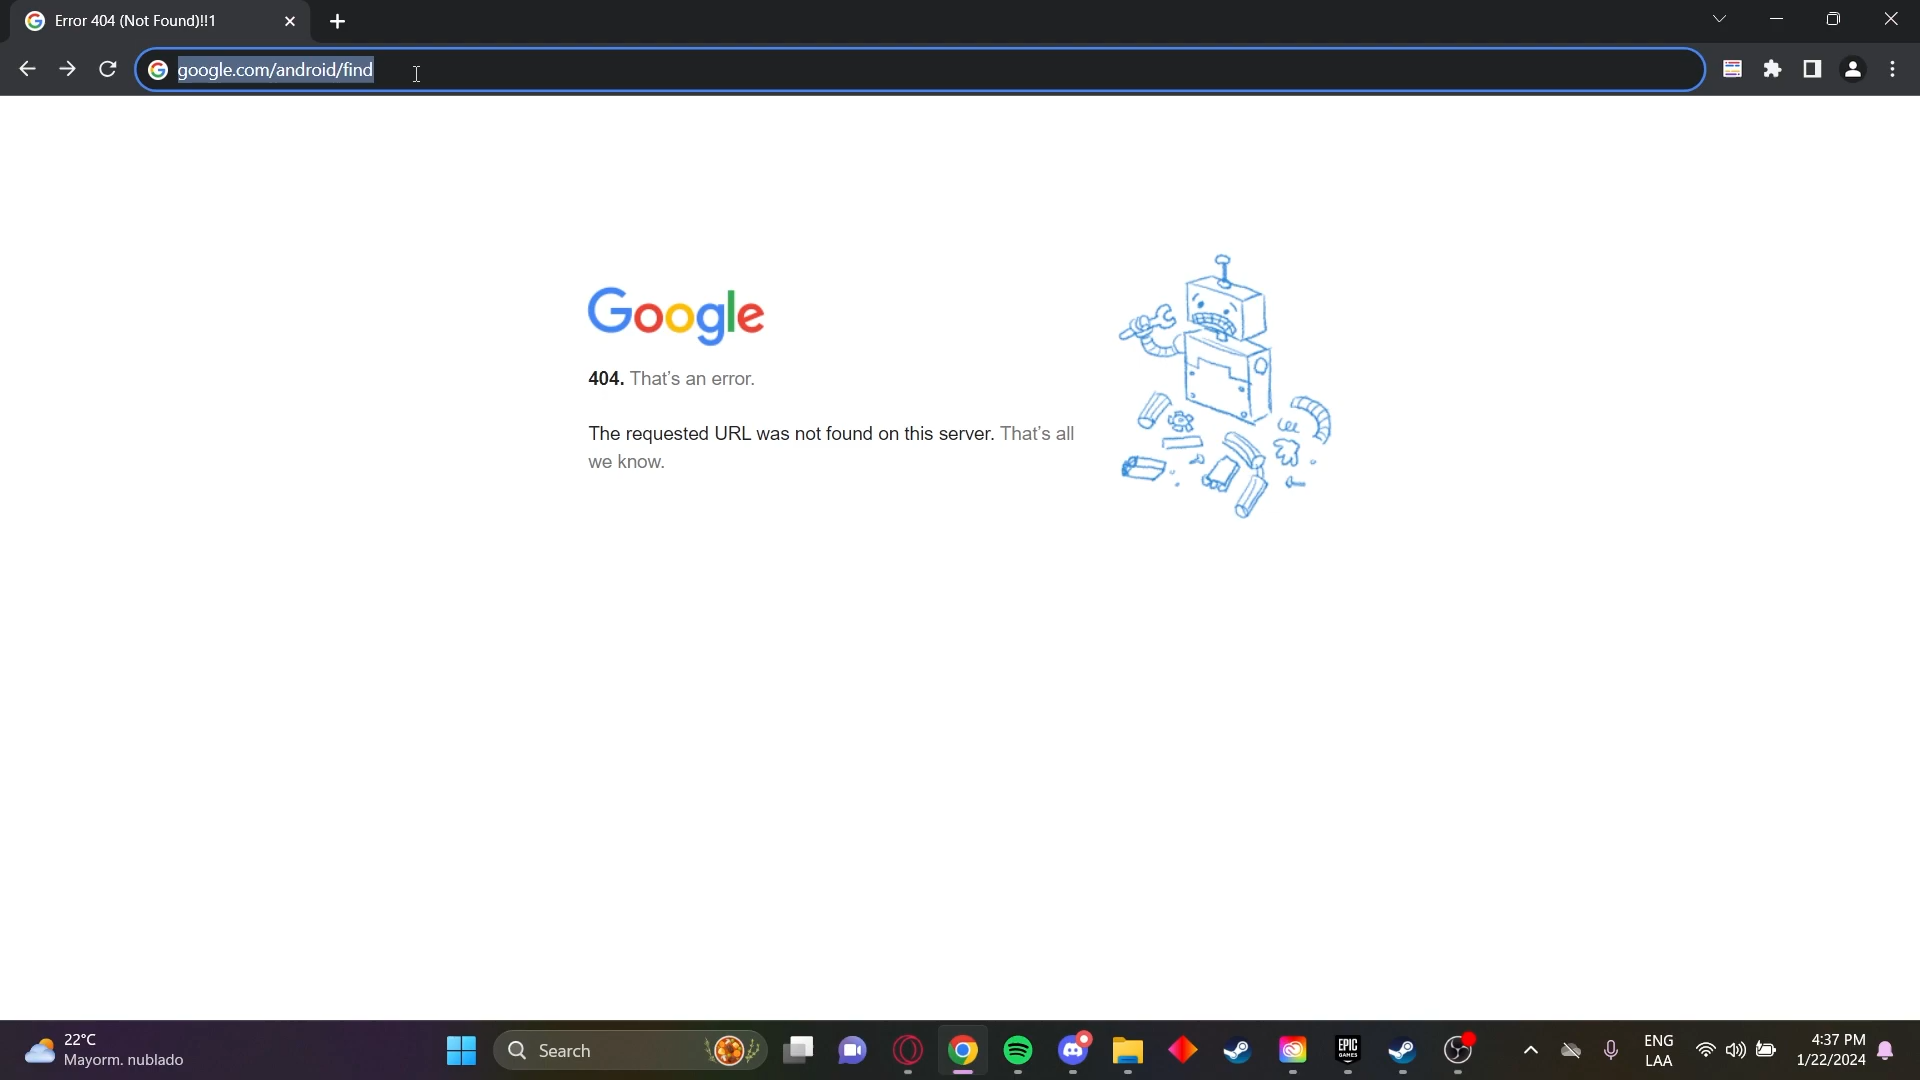 Error 404 (Not Found)!!1
google.com/android/find
Google
404. That's an error.
The requested URL was not found on this server. That's all
we know.
22°C
Mayorm. nublado
Search
EPIC
GAMES
ENG
LAA
4:37 PM
1/22/2024